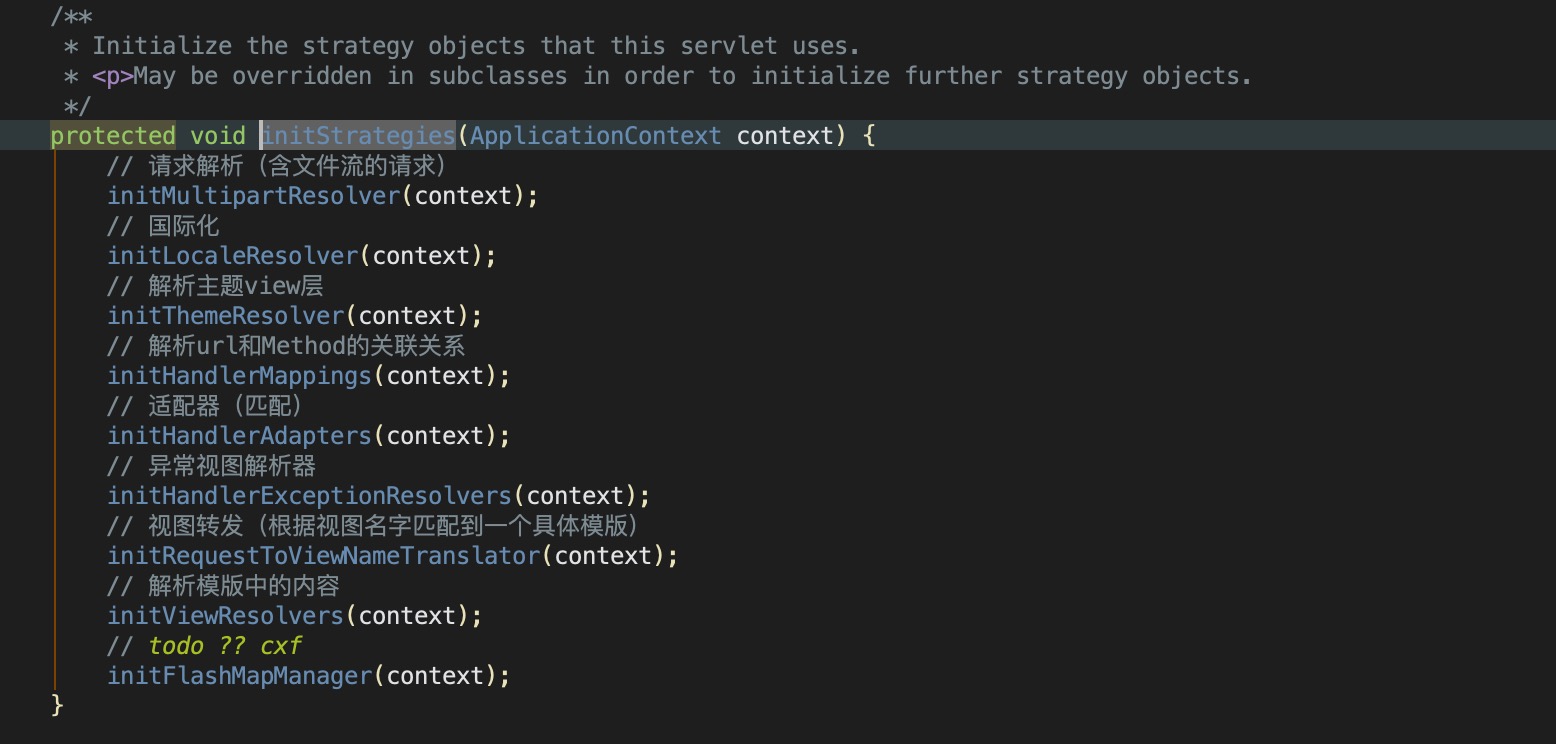 /**
 * Initialize the strategy objects that this servlet uses.
 * <p>May be overridden in subclasses in order to initialize further strategy objects.
 */
protected void initStrategies(ApplicationContext context) {
    // 请求解析（含文件流的请求）
    initMultipartResolver(context);
    // 国际化
    initLocaleResolver(context);
    // 解析主题view层
    initThemeResolver(context);
    // 解析url和Method的关联关系
    initHandlerMappings(context);
    // 适配器（匹配）
    initHandlerAdapters(context);
    // 异常视图解析器
    initHandlerExceptionResolvers(context);
    // 视图转发（根据视图名字匹配到一个具体模版）
    initRequestToViewNameTranslator(context);
    // 解析模版中的内容
    initViewResolvers(context);
    // todo ?? cxf
    initFlashMapManager(context);
}